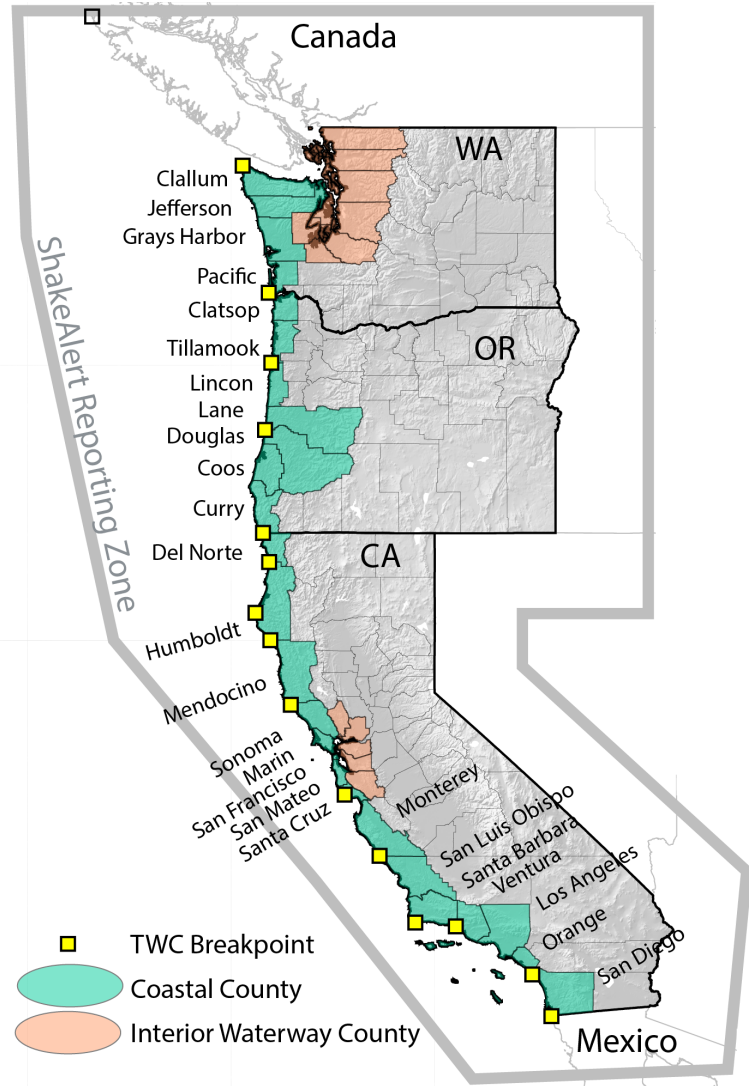 Canada
WA
Clallum
Jefferson
Grays Harbor
Pacific
Clatsop
Tillamook
OR
Lincon
Lane
Douglas
Coos
Curry
ShakeAlert Reporting Zone
Del Norte
CA
Humboldt
Mendocino
Sonoma
Marin
San Francisco
San Mateo
Santa Cruz
Monterey
San Luis Obispo
Santa Barbara
Ventura
Los Angeles
Orange
San Diego
TWC Breakpoint
Coastal County
Interior Waterway County
Mexico